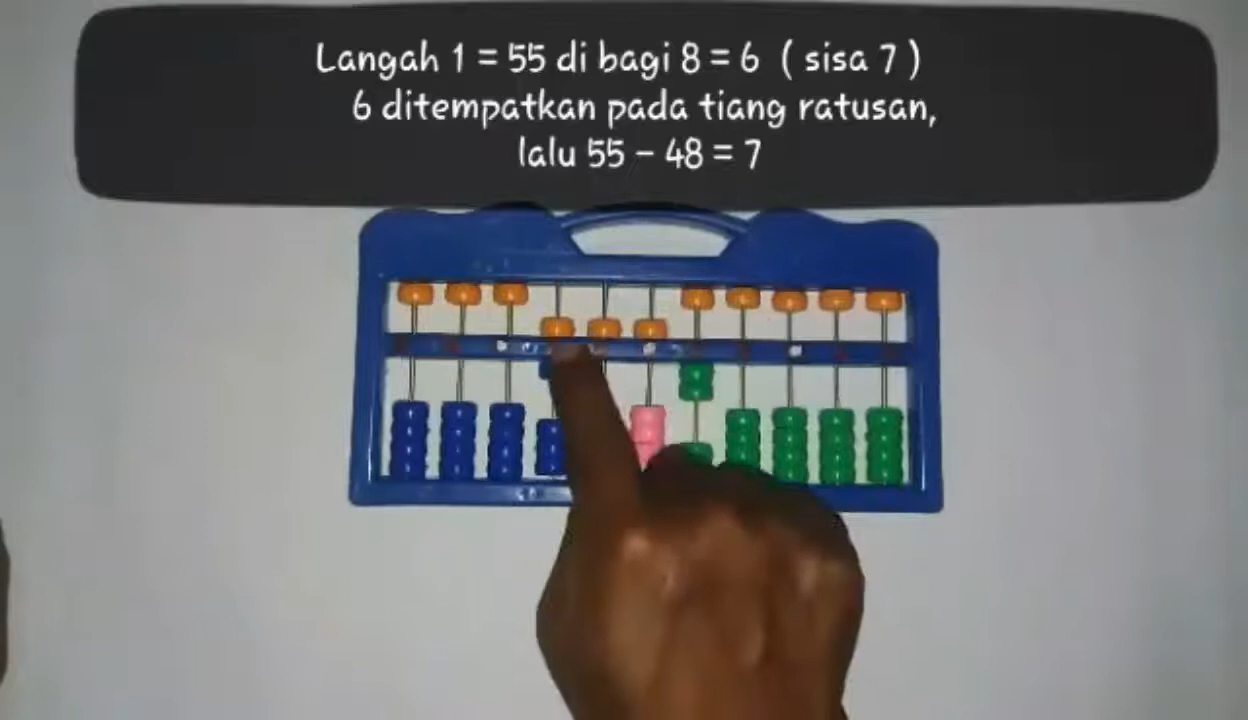 Langah 1 = 55 di bagi 8 = 6 ( sisa 7 )
6 ditempatkan pada tiang ratusan,
lalu 55 - 48 = 7